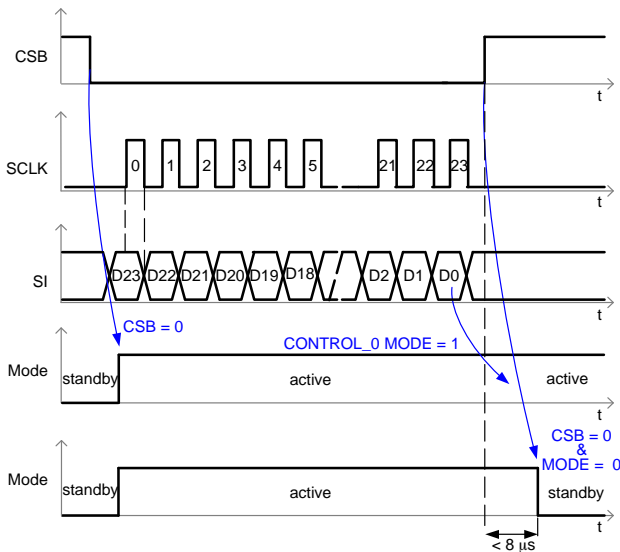 CSB
t
SCLK
0 1 2 3 4 5 21 22 23
t
SI
D23 D22 D21 D20 D19 D18 D2 D1 D0
t
CSB = 0
CONTROL_0 MODE = 1
Mode
standby active active
t
CSB = 0
&
MODE = 0
Mode
standby active standby
t
< 8 µs